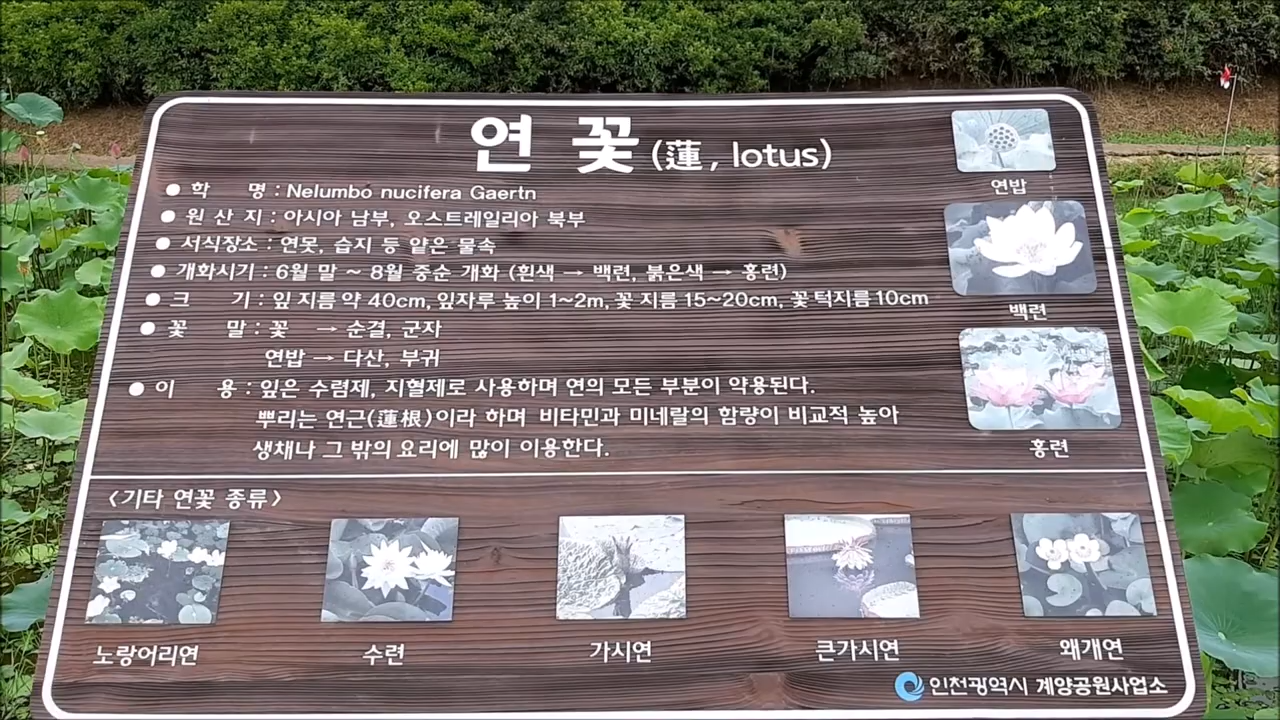 연 꽃 (蓮, lotus)
● 학 명 : Nelumbo nucifera Gaertn
● 원 산 지 : 아시아 남부, 오스트레일리아 북부
● 서식장소 : 연못, 습지 등 얕은 물속
● 개화시기 : 6월 말 ~ 8월 중순 개화 (흰색 → 백련, 붉은색 → 홍련)
● 크 기 : 잎 지름 약 40cm, 잎자루 높이 1~2m, 꽃 지름 15~20cm, 꽃 턱지름 10cm
● 꽃 말 : 꽃 → 순결, 군자
연밥 → 다산, 부귀
● 이 용 : 잎은 수렴제, 지혈제로 사용하며 연의 모든 부분이 약용된다.
뿌리는 연근(蓮根)이라 하며 비타민과 미네랄의 함량이 비교적 높아
생채나 그 밖의 요리에 많이 이용한다.
연밥
백련
홍련
<기타 연꽃 종류>
노랑어리연 수련 가시연 큰가시연 왜개연
인천광역시 계양공원사업소